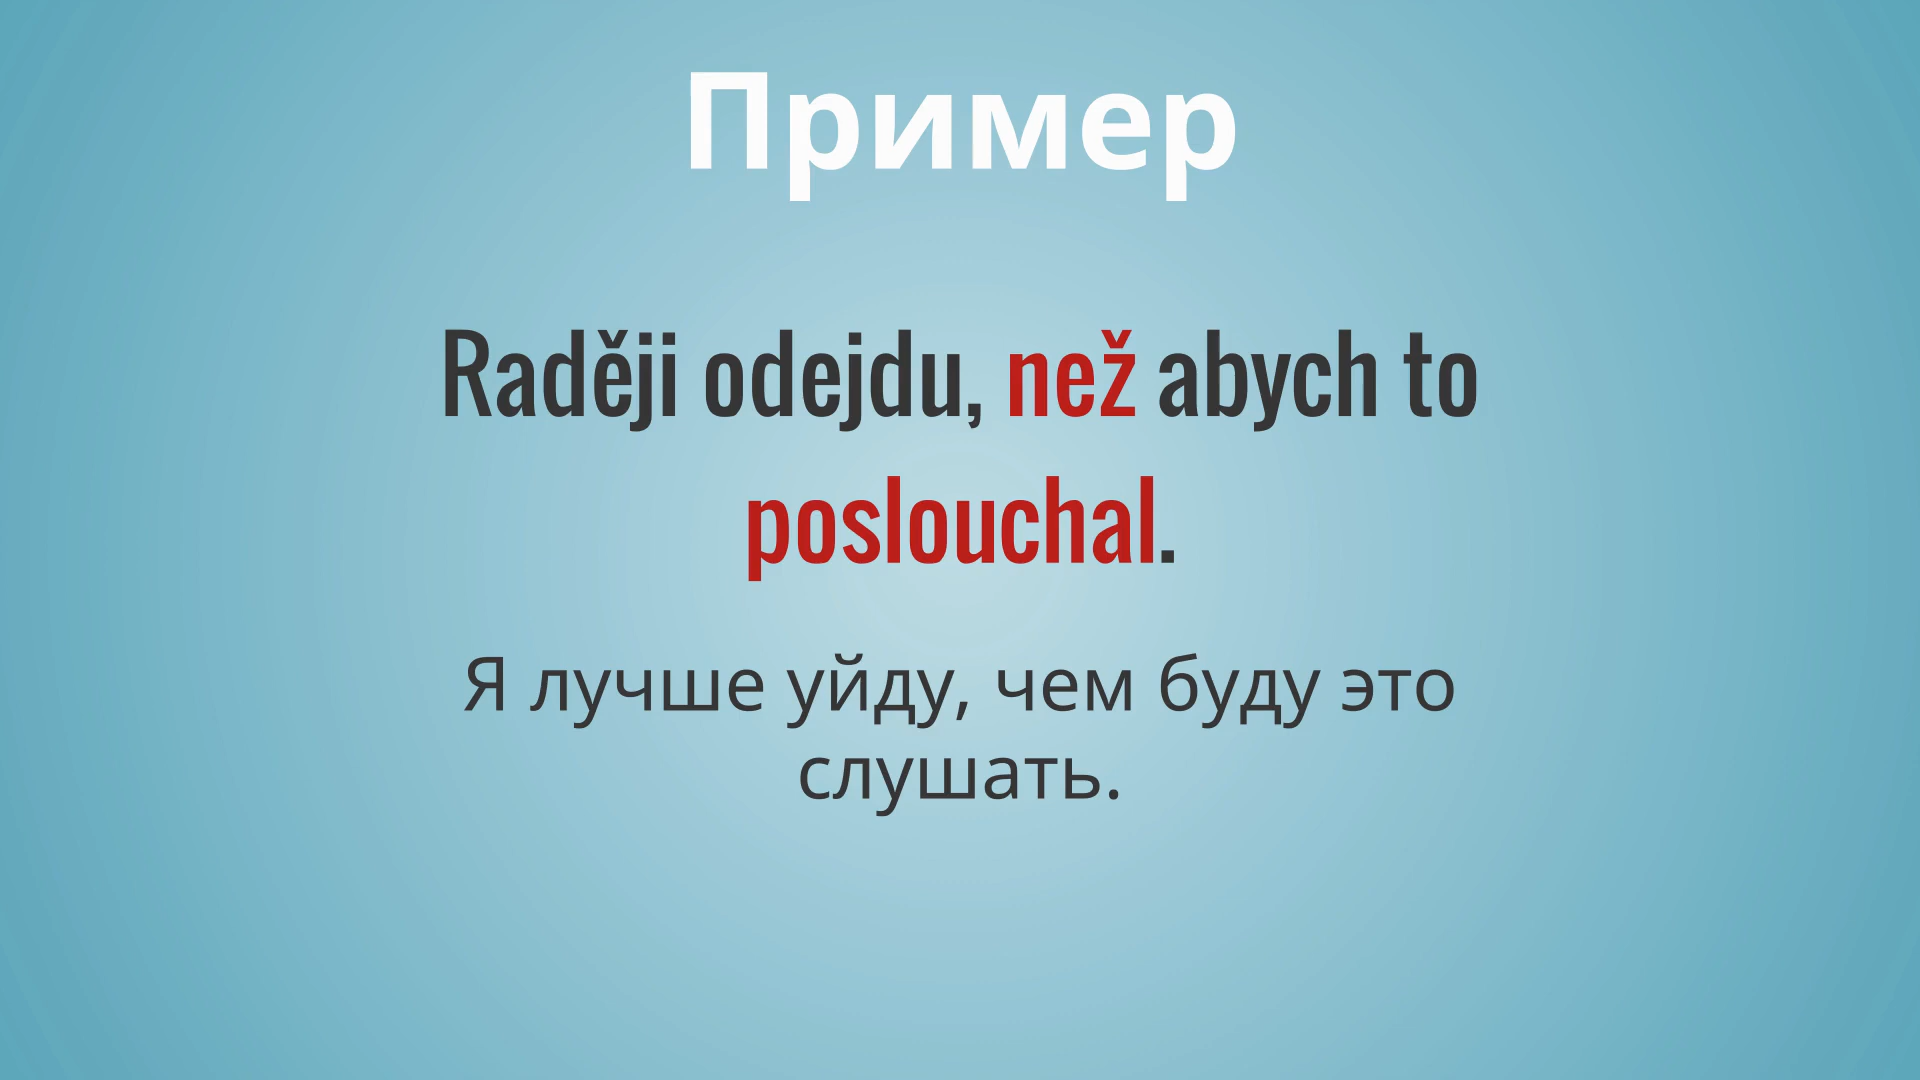 Пример
Raději odejdu, než abych to
poslouchal.
Я лучше уйду, чем буду это
слушать.